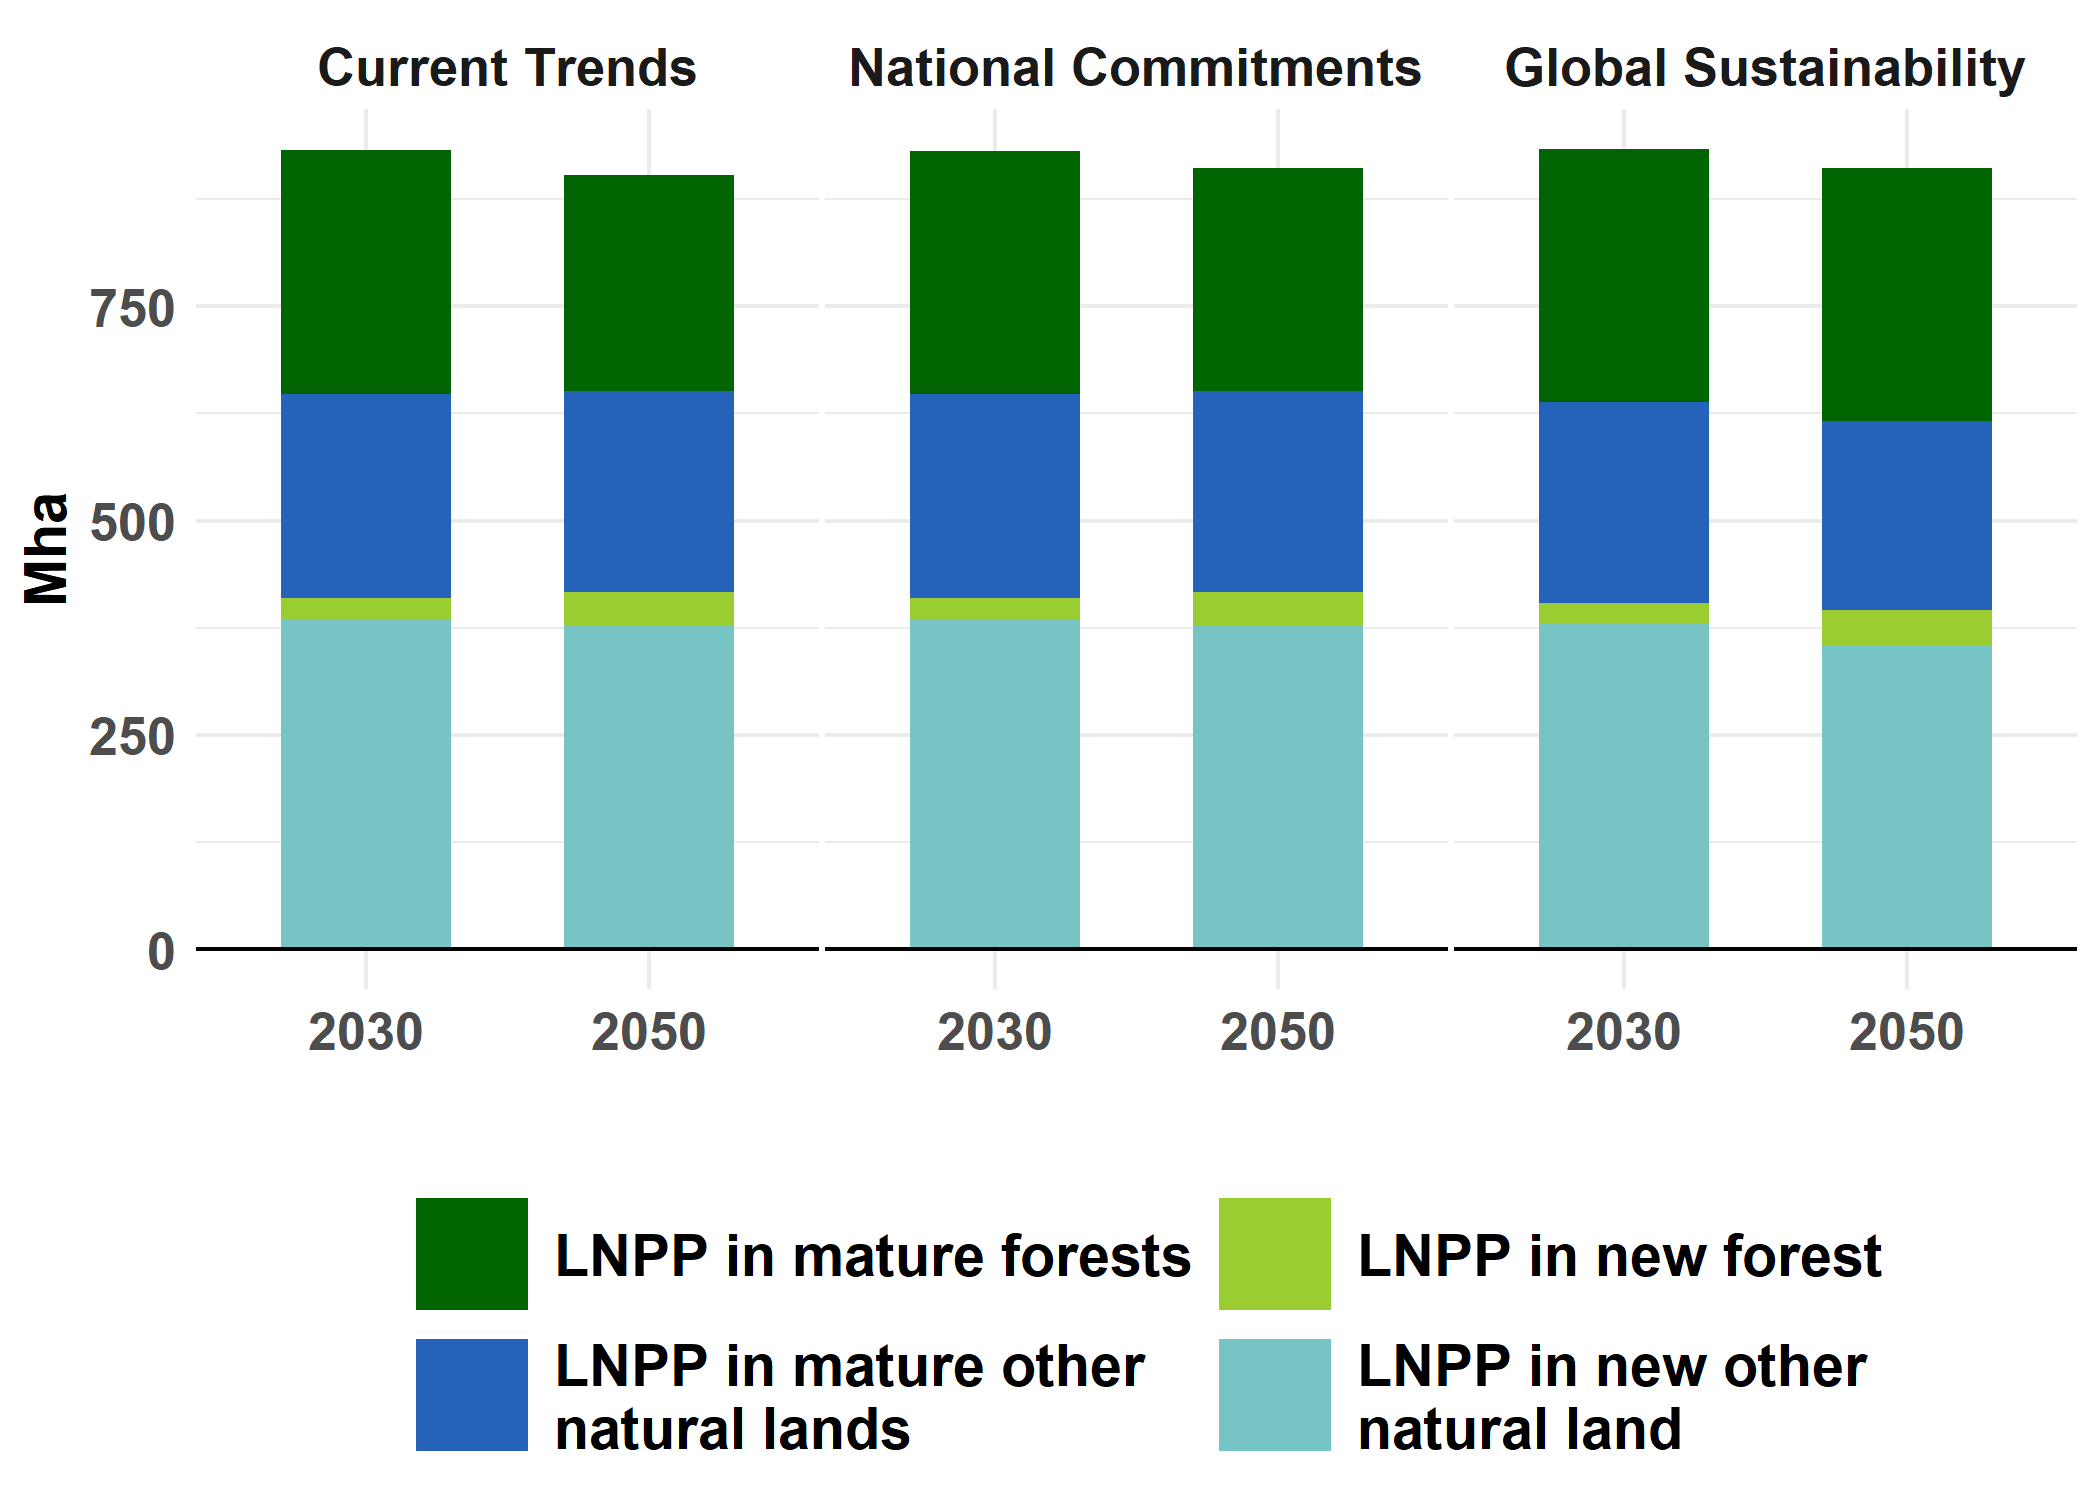 Current Trends
National Commitments
Global Sustainability
Mha
750
500
250
0
2030
2050
2030
2050
2030
2050
LNPP in mature forests
LNPP in new forest
LNPP in mature other
natural lands
LNPP in new other
natural land